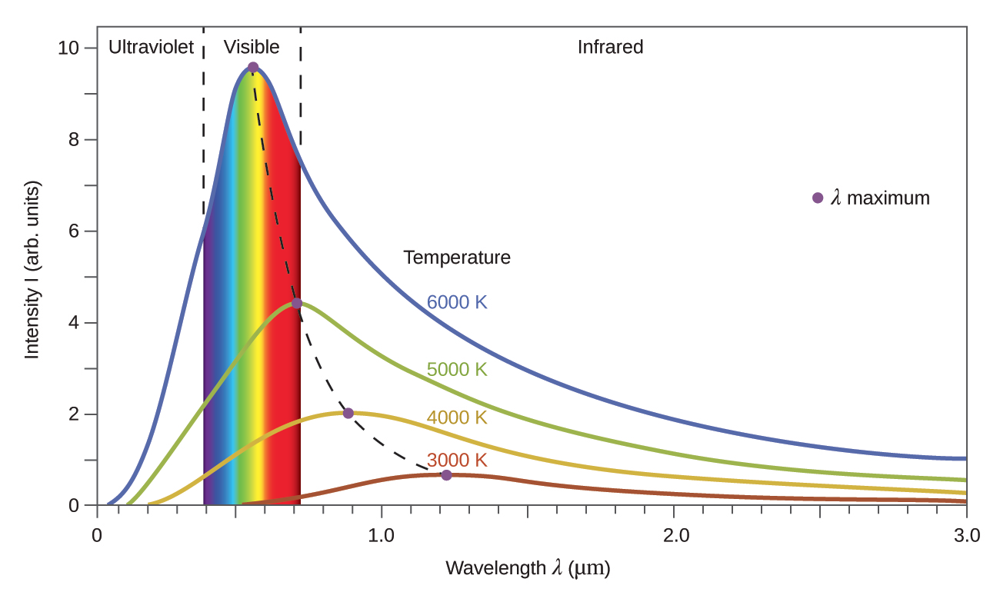 Ultraviolet
Visible
Infrared
10
8
6
4
2
0
Intensity I (arb. units)
λ maximum
Temperature
6000 K
5000 K
4000 K
3000 K
0
1.0
2.0
3.0
Wavelength λ (μm)